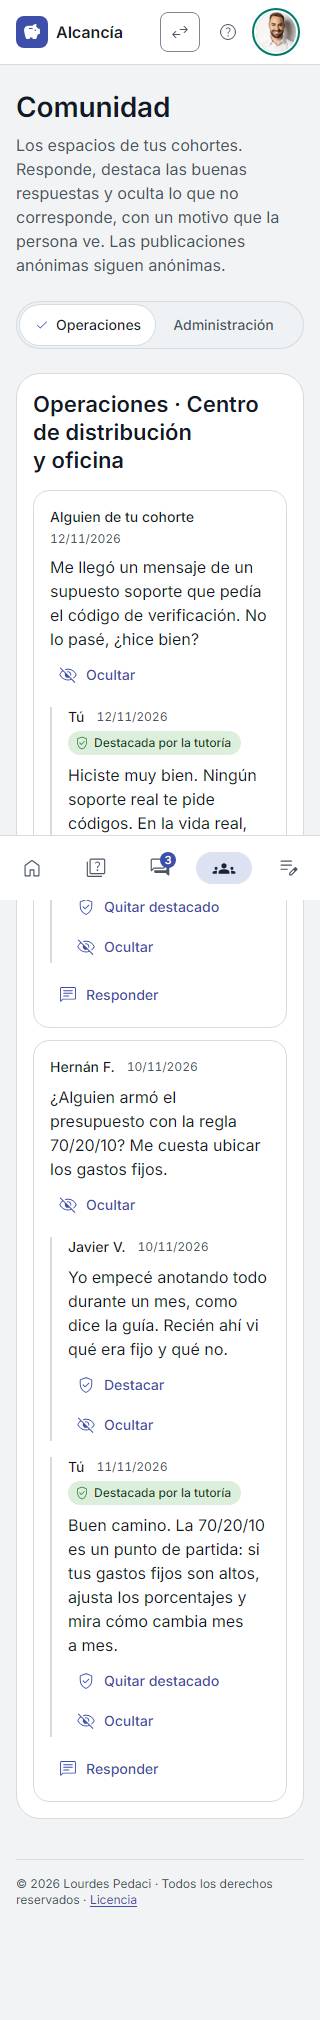 Alcancía
Comunidad
Los espacios de tus cohortes.
Responde, destaca las buenas
respuestas y oculta lo que no
corresponde, con un motivo que la
persona ve. Las publicaciones
anónimas siguen anónimas.
Operaciones
Administración
Operaciones · Centro
de distribución
y oficina
Alguien de tu cohorte
12/11/2026
Me llegó un mensaje de un
supuesto soporte que pedía
el código de verificación. No
lo pasé, ¿hice bien?
Ocultar
Tú 12/11/2026
Destacada por la tutoría
Hiciste muy bien. Ningún
soporte real te pide
códigos. En la vida real,
3
Quitar destacado
Ocultar
Responder
Hernán F. 10/11/2026
¿Alguien armó el
presupuesto con la regla
70/20/10? Me cuesta ubicar
los gastos fijos.
Ocultar
Javier V. 10/11/2026
Yo empecé anotando todo
durante un mes, como
dice la guía. Recién ahí vi
qué era fijo y qué no.
Destacar
Ocultar
Tú 11/11/2026
Destacada por la tutoría
Buen camino. La 70/20/10
es un punto de partida: si
tus gastos fijos son altos,
ajusta los porcentajes y
mira cómo cambia mes
a mes.
Quitar destacado
Ocultar
Responder
© 2026 Lourdes Pedaci · Todos los derechos
reservados · Licencia